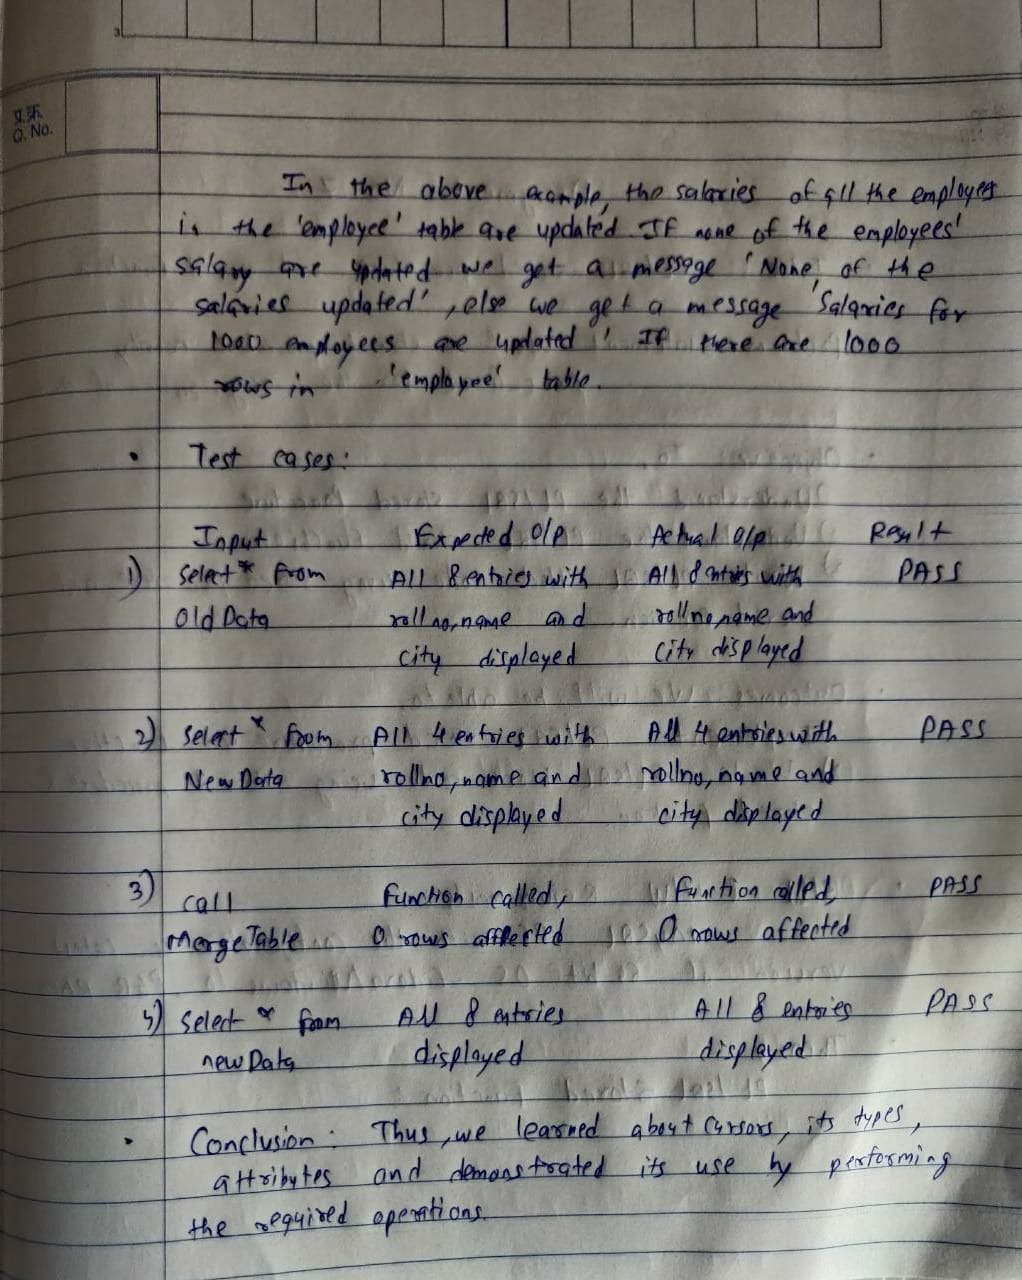 प्र.क्र.
Q. No.
In the above example, the salaries of all the employees
in the 'employee' table are updated. If none of the employees'
salary are updated we get a message 'None of the
salaries updated', else we get a message 'Salaries for
1000 employees are updated' If there are 1000
rows in 'employee' table.
• Test cases:
Input Expected o/p Actual o/p Result
1) Select * from All 8 entries with All 8 entries with PASS
Old Data roll no, name and roll no, name and
city displayed city displayed
2) Select * from All 4 entries with All 4 entries with PASS
New Data rollno, name and rollno, name and
city displayed city displayed
3) Call Function called, Function called, PASS
Merge Table 0 rows affected 0 rows affected
4) Select * from All 8 entries All 8 entries PASS
new Data displayed displayed
• Conclusion: Thus, we learned about Cursors, its types,
attributes and demonstrated its use by performing
the required operations.